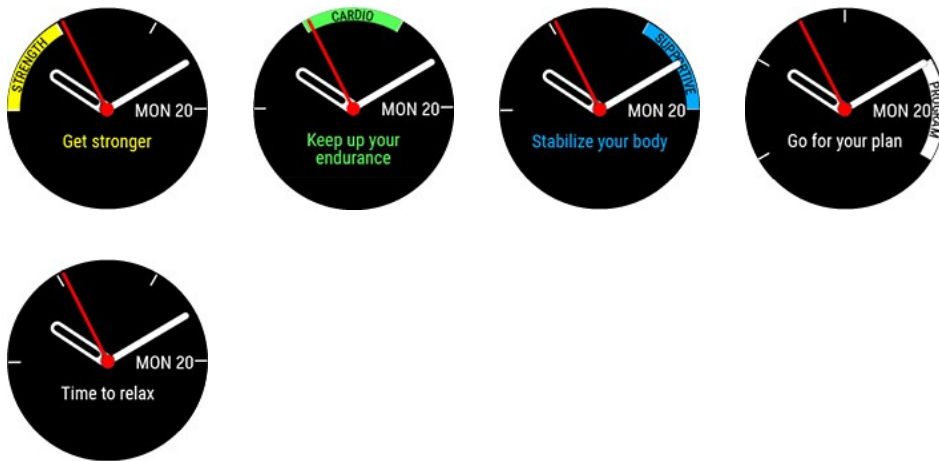 STRENGTH
MON 20
Get stronger
CARDIO
MON 20
Keep up your
endurance
SUPPORTIVE
MON 20
Stabilize your body
PROGRAM
MON 20
Go for your plan
MON 20
Time to relax